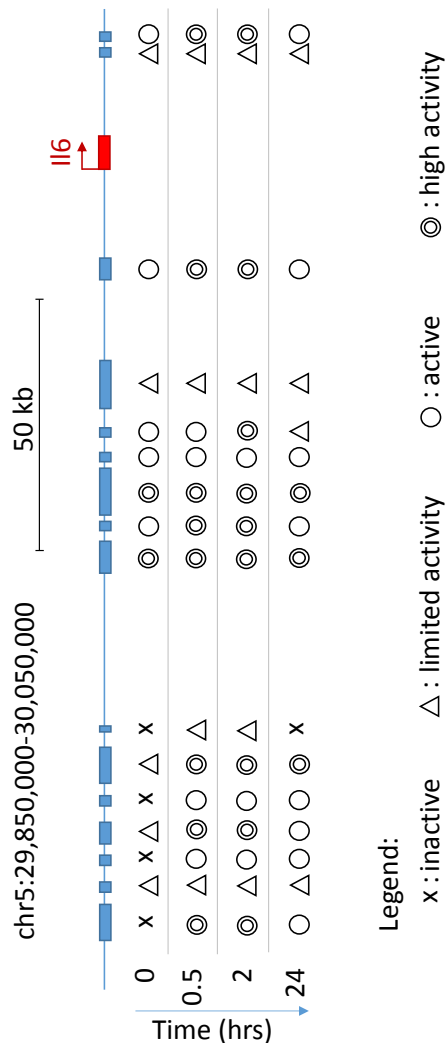 chr5:29,850,000-30,050,000
50 kb
Il6
Time (hrs)
0
0.5
2
24
Legend:
x : inactive
△ : limited activity
○ : active
◎ : high activity